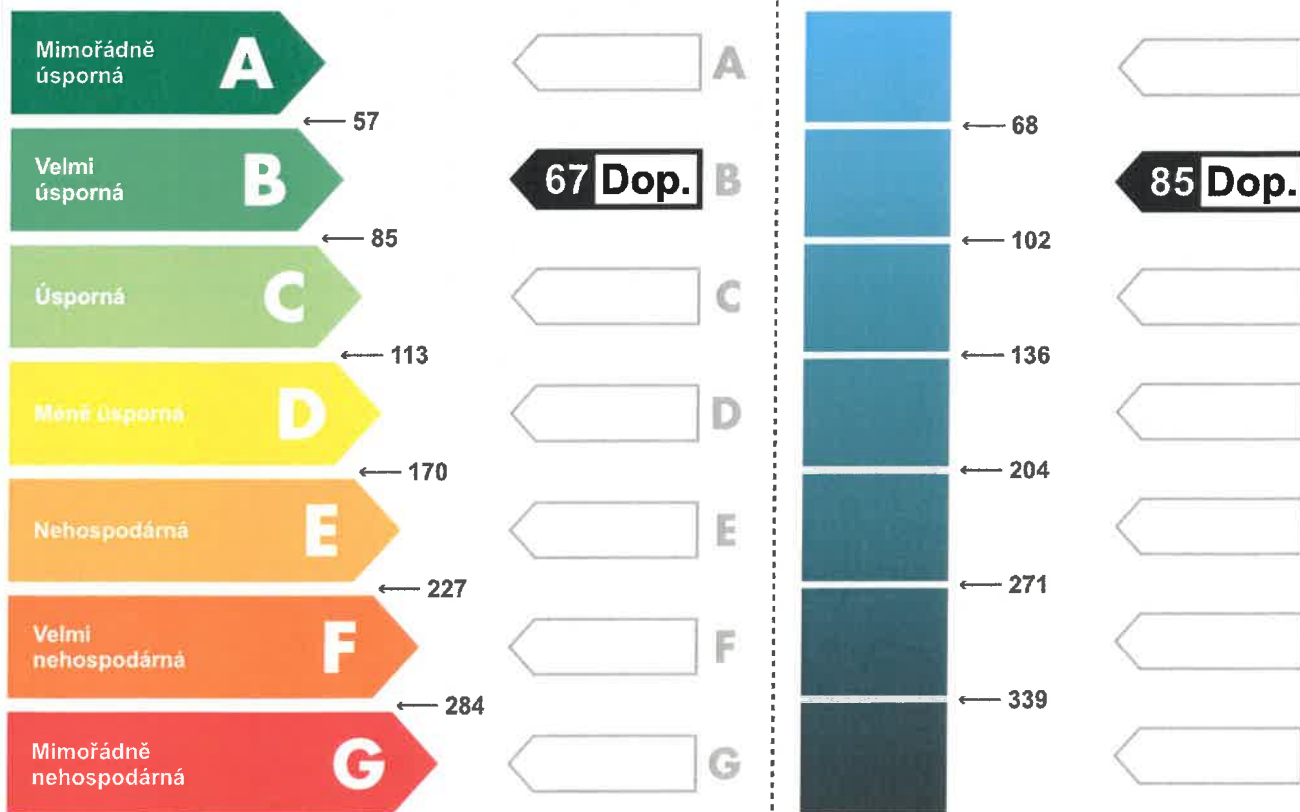 Mimořádně
úsporná
A
A
← 57
← 68
Velmi
úsporná
B
67 Dop.
B
85 Dop.
← 85
← 102
Úsporná
C
C
← 113
← 136
Méně úsporná
D
D
← 170
← 204
Nehospodárná
E
E
← 227
← 271
Velmi
nehospodárná
F
F
← 284
← 339
Mimořádně
nehospodárná
G
G